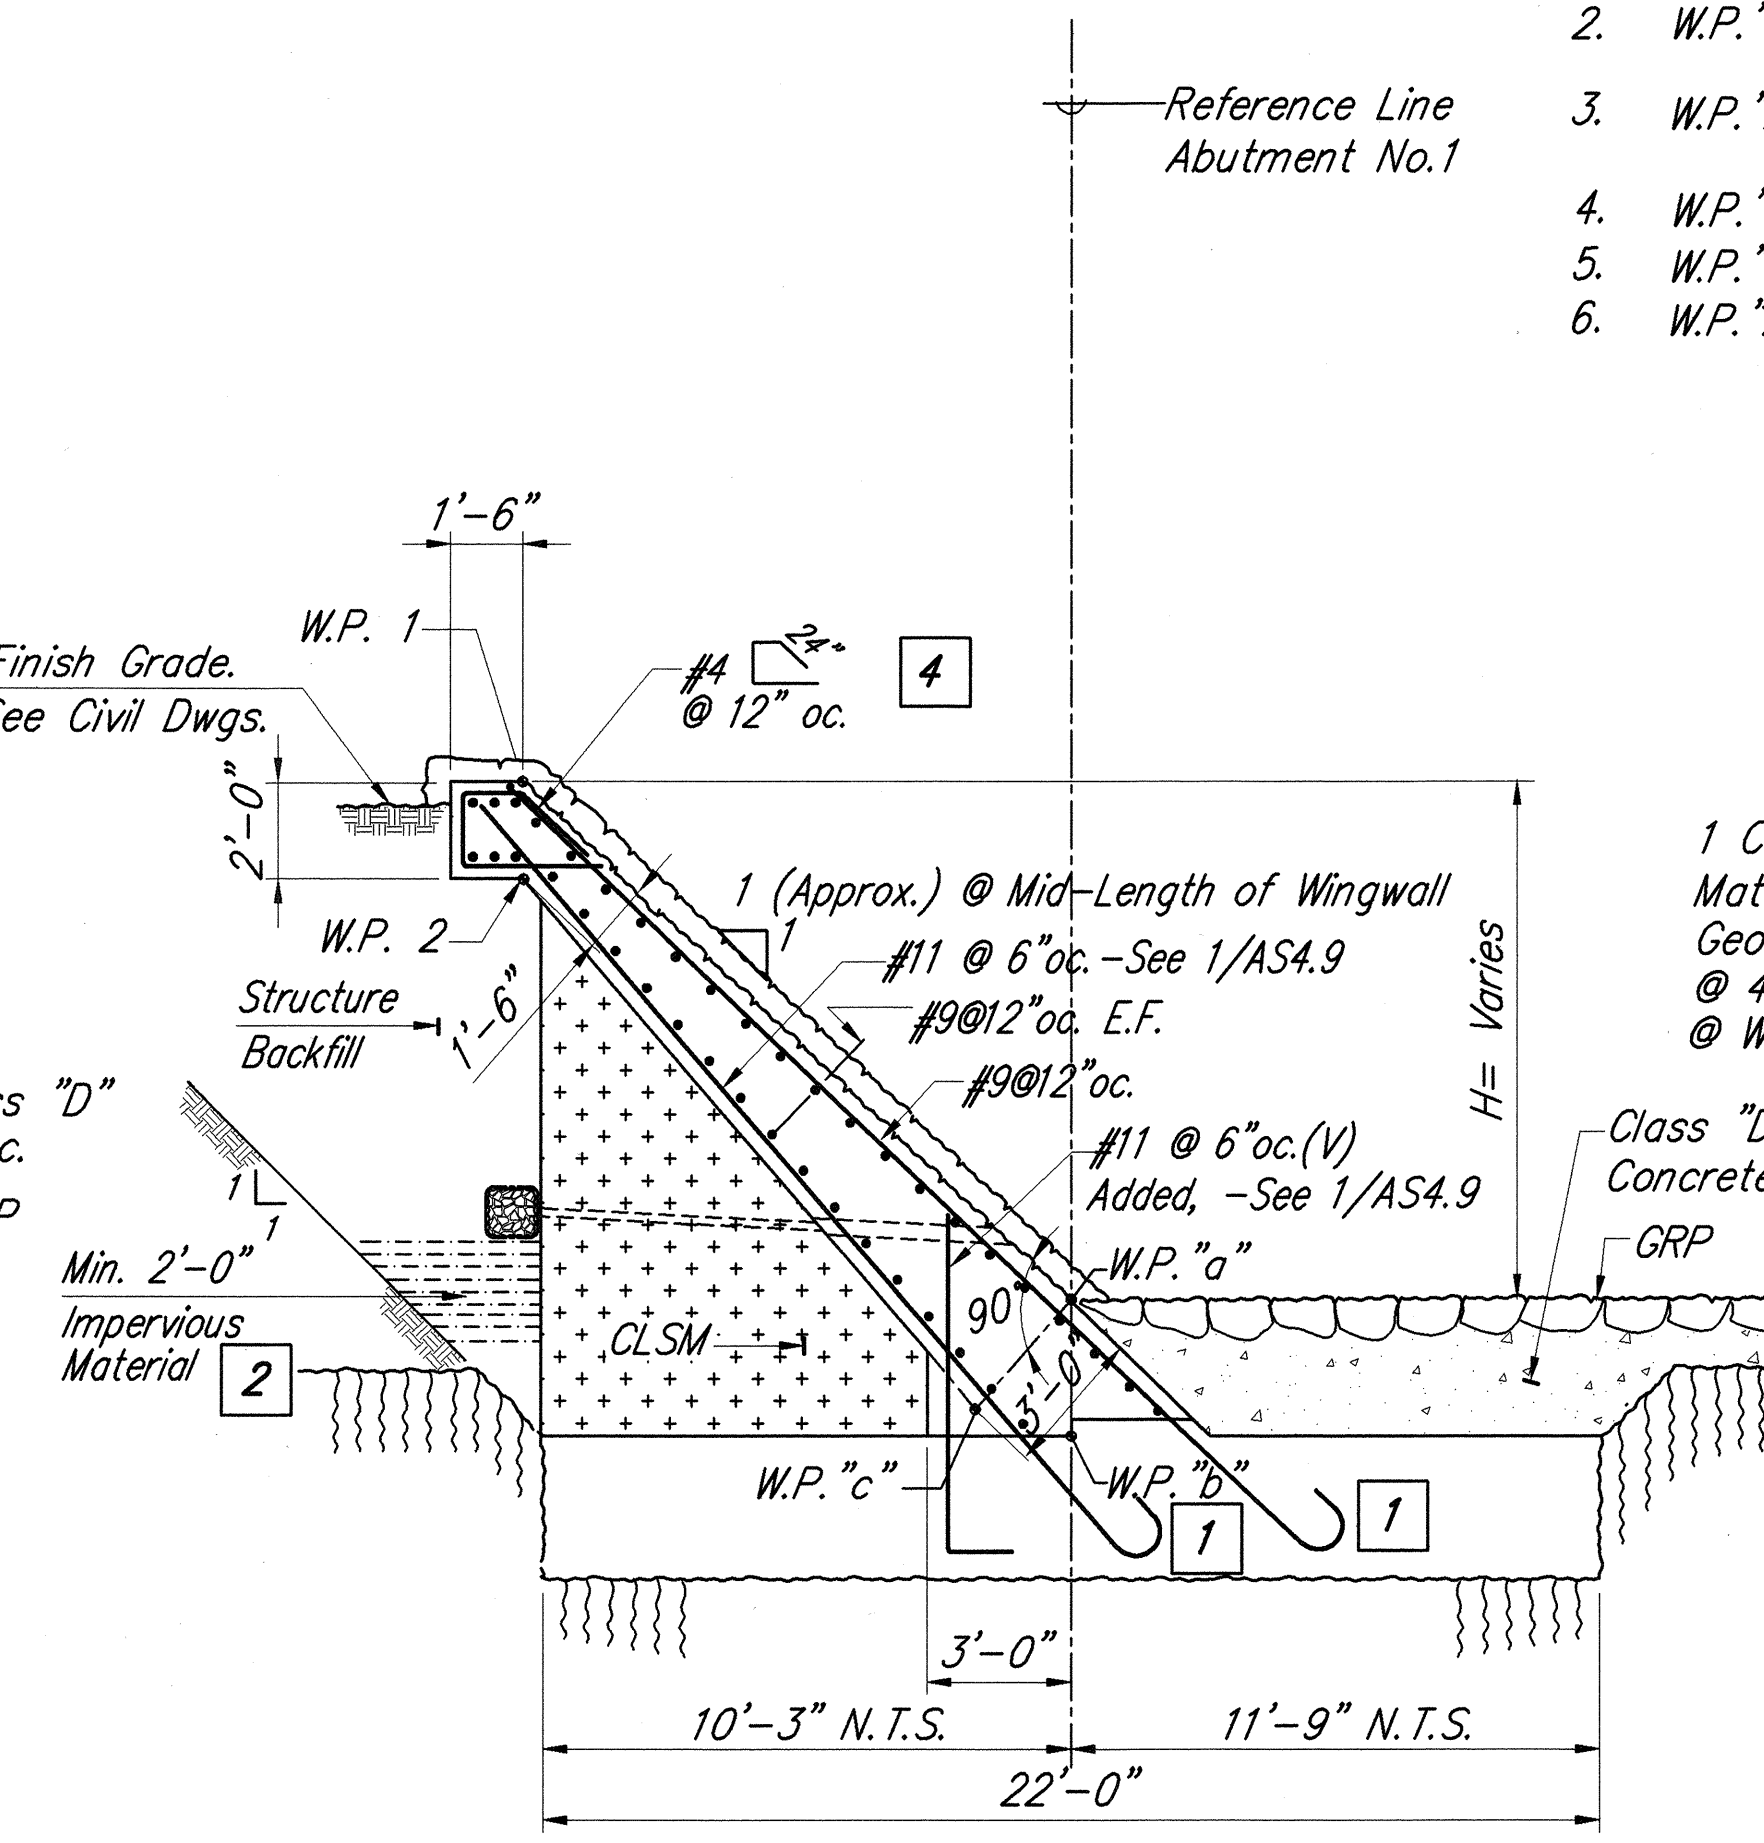 2. W.P. "
Reference Line
Abutment No.1
3. W.P. "
4. W.P. "
5. W.P. "
6. W.P. "
1'-6"
W.P. 1
Finish Grade.
See Civil Dwgs.
#4 24"
@ 12" oc.
4
2'-0"
W.P. 2
1 (Approx.) @ Mid-Length of Wingwall
1
#11 @ 6"oc. -See 1/AS4.9
#9@12"oc. E.F.
#9@12"oc.
#11 @ 6"oc.(V)
Added, -See 1/AS4.9
Structure
Backfill
1'-6"
H= Varies
1 C
Mat
Geo
@ 4
@ W
"D"
c.
1
1
Class "D
Concrete
GRP
Min. 2'-0"
Impervious
Material
2
CLSM
90°
W.P. "a"
3'-0"
W.P. "c"
W.P. "b"
1
1
3'-0"
10'-3" N.T.S.
11'-9" N.T.S.
22'-0"